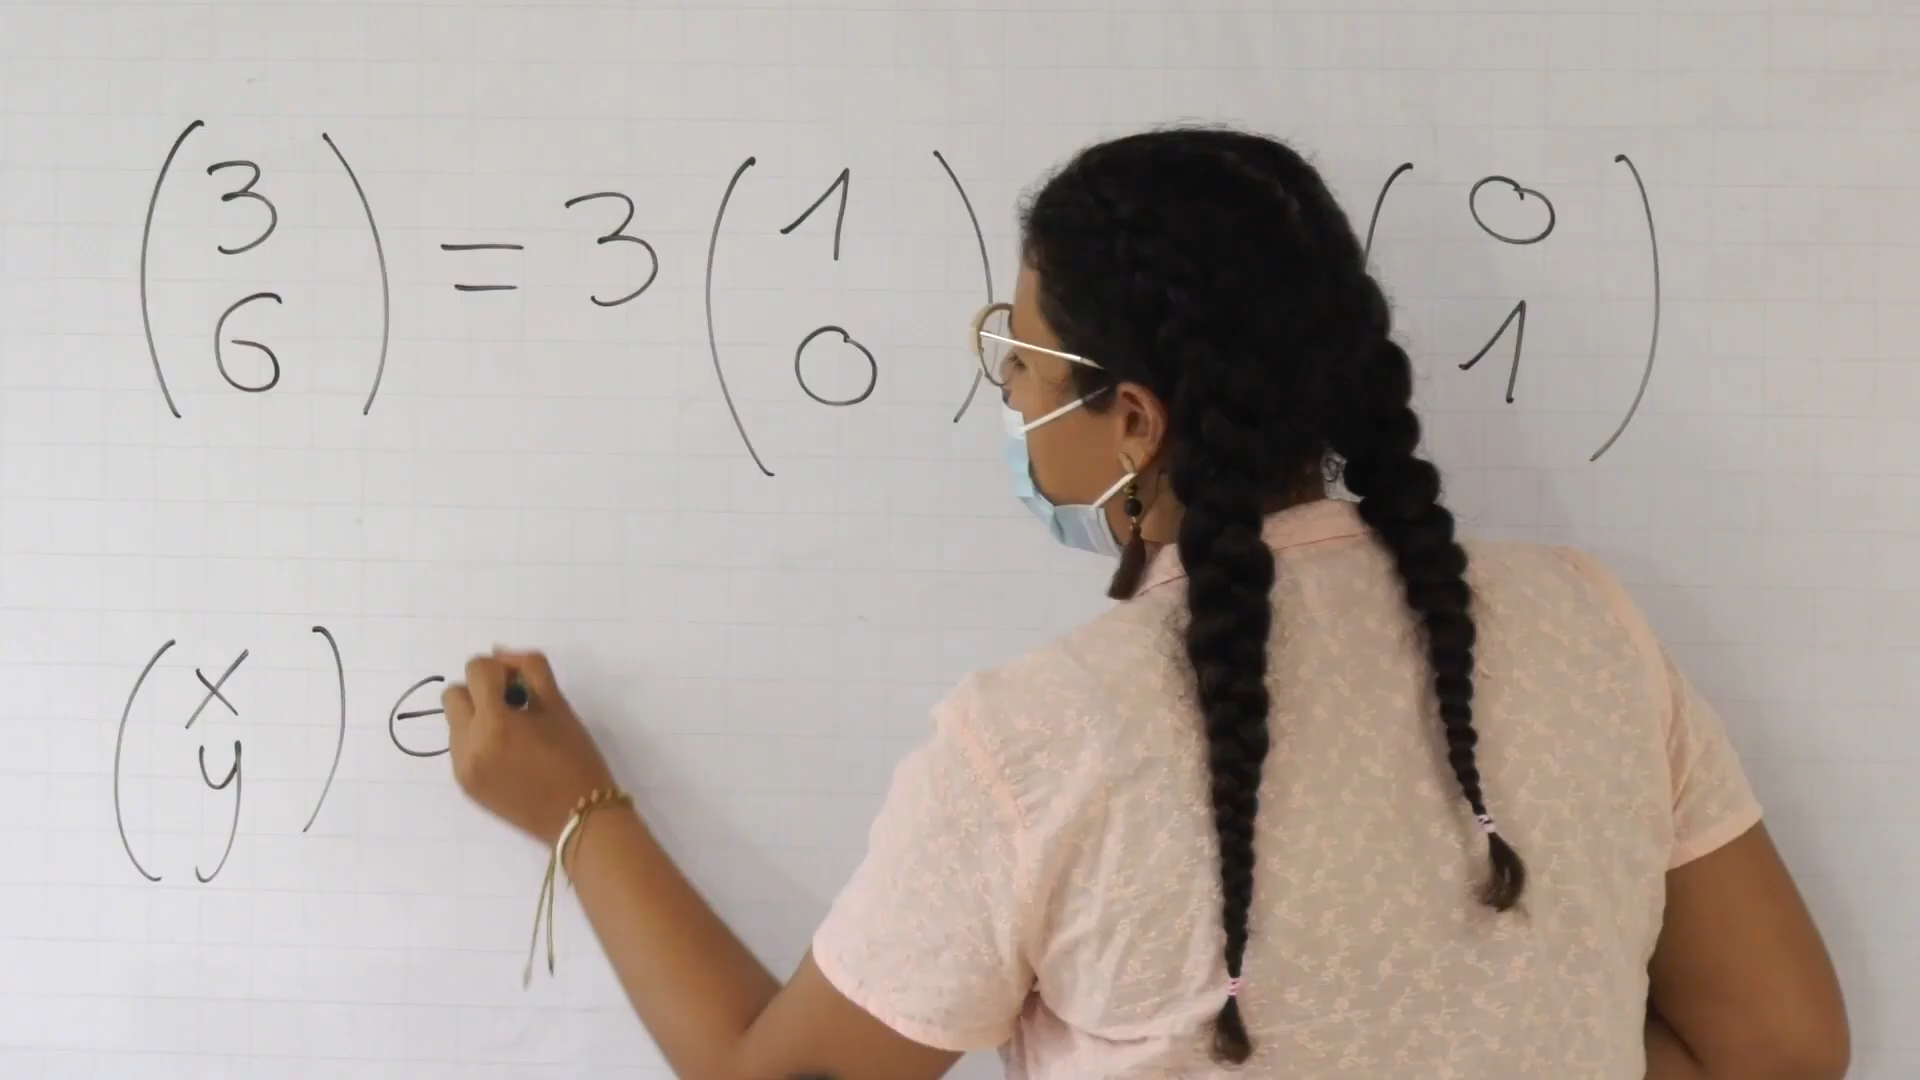 (3 6) = 3 (1 0) (0 1)
(x y) ∈